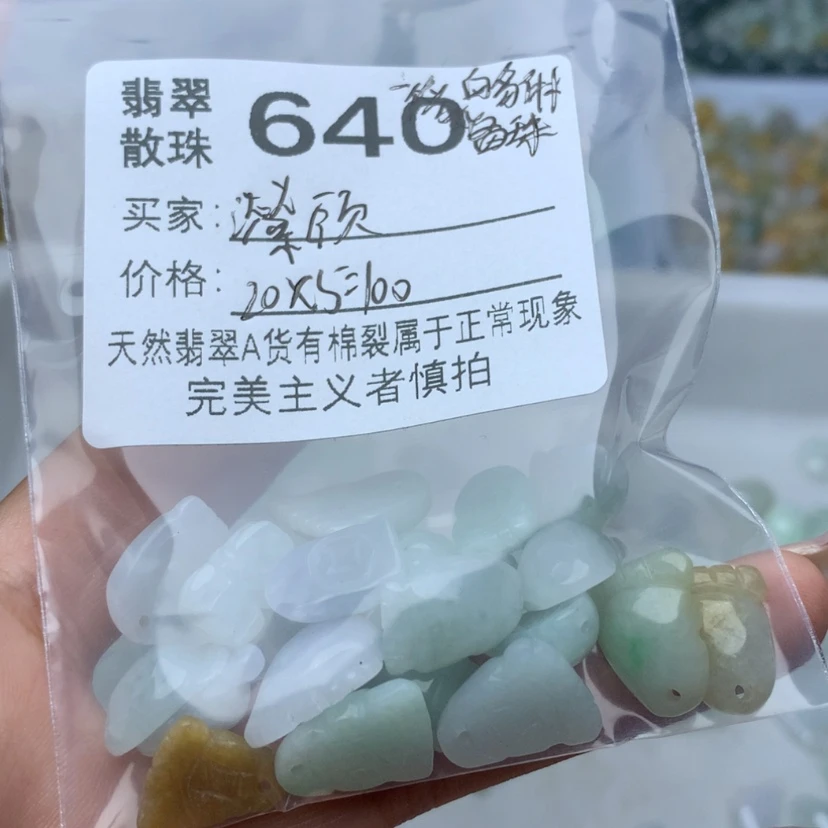 翡翠
散珠 640
买家:
价格: 20X5=100
天然翡翠A货有棉裂属于正常现象
完美主义者慎拍